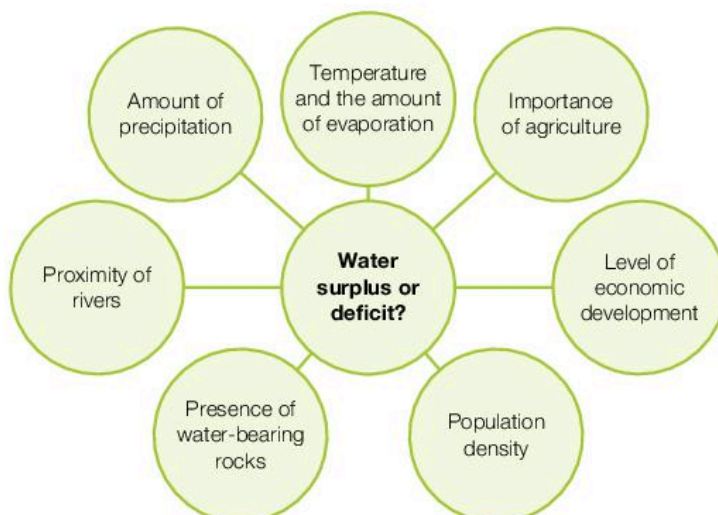 Temperature
and the amount
of evaporation
Importance
of agriculture
Level of
economic
development
Population
density
Presence of
water-bearing
rocks
Proximity of
rivers
Amount of
precipitation
Water
surplus or
deficit?